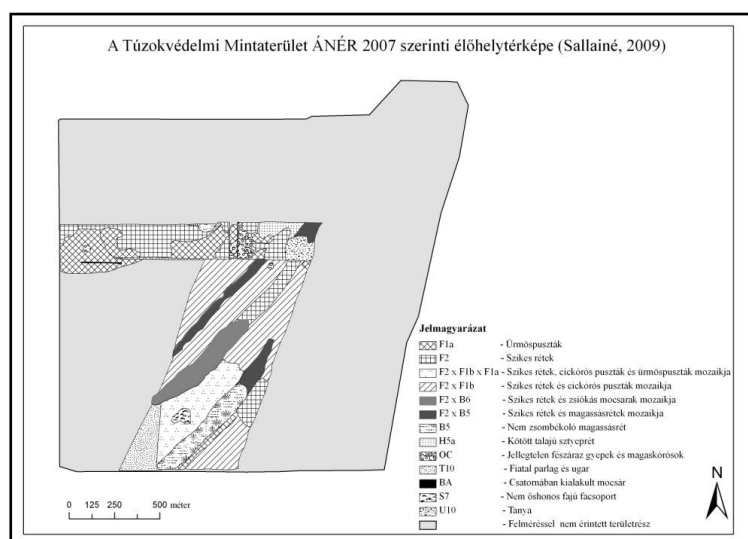 A Túzokvédelmi Mintaterület ÁNÉR 2007 szerinti élőhelytérképe (Sallainé, 2009)
Jelmagyarázat
F1a - Ürmöspuszták
F2 - Szikes rétek
F2 x F1b x F1a - Szikes rétek, cickórós puszták és ürmöspuszták mozaikja
F2 x F1b - Szikes rétek és cickórós puszták mozaikja
F2 x B6 - Szikes rétek és zsiókás mocsarak mozaikja
F2 x B5 - Szikes rétek és magassásrétek mozaikja
B5 - Nem zsombékoló magassásrét
H5a - Kötött talajú sztyeprét
OC - Jellegtelen fészáraz gyepek és magaskórósok
T10 - Fiatal parlag és ugar
BA - Csatornában kialakult mocsár
S7 - Nem őshonos fajú facsoport
U10 - Tanya
- Felméréssel nem érintett területrész
N
0 125 250 500 méter